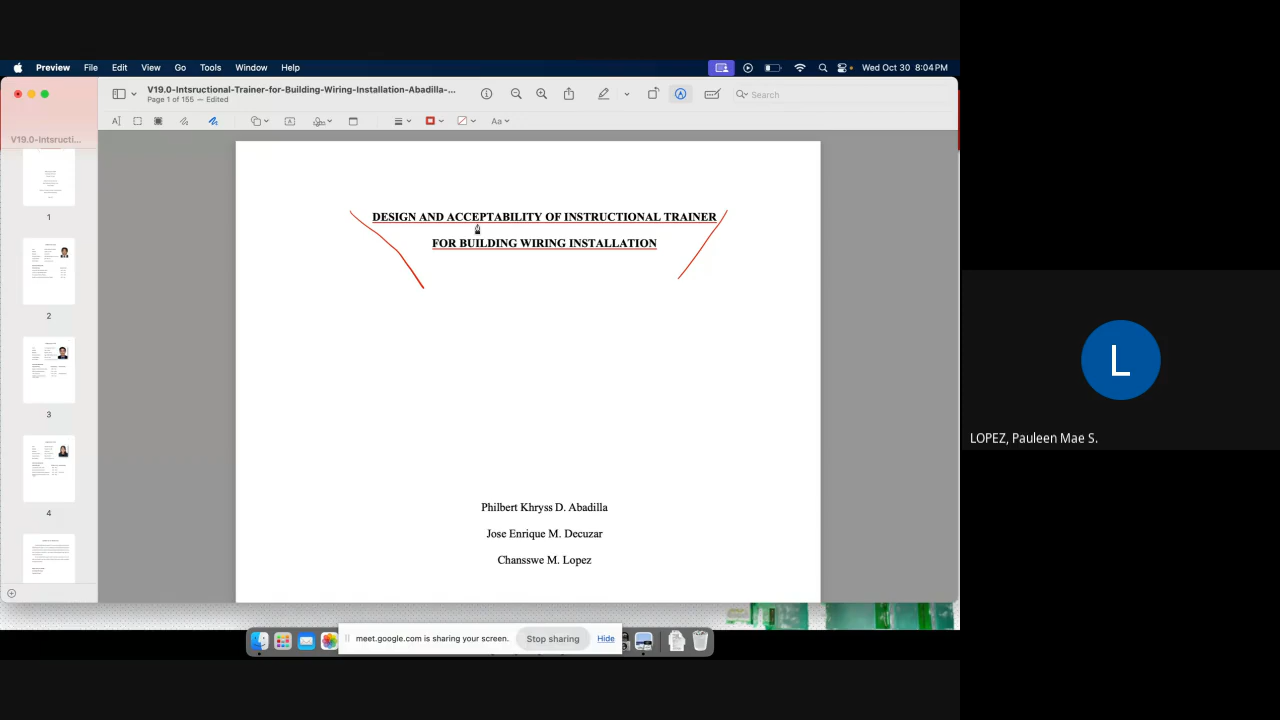 Preview File Edit View Go Tools Window Help Wed Oct 30 8:04 PM
V19.0-Intsructional-Trainer-for-Building-Wiring-Installation-Abadilla-...
Page 1 of 155 — Edited
Search
V19.0-Intsructi...
Aa
1
2
3
4
DESIGN AND ACCEPTABILITY OF INSTRUCTIONAL TRAINER
FOR BUILDING WIRING INSTALLATION
Philbert Khryss D. Abadilla
Jose Enrique M. Decuzar
Chansswe M. Lopez
meet.google.com is sharing your screen. Stop sharing Hide
L
LOPEZ, Pauleen Mae S.